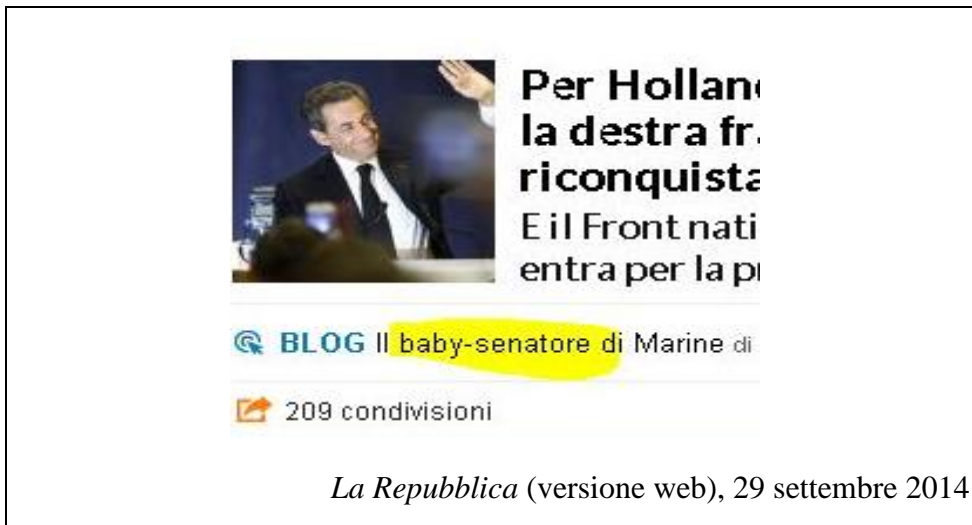 Per Hollan
la destra fr.
riconquista
E il Front nati
entra per la pr
BLOG Il baby-senatore di Marine di
209 condivisioni
La Repubblica (versione web), 29 settembre 2014